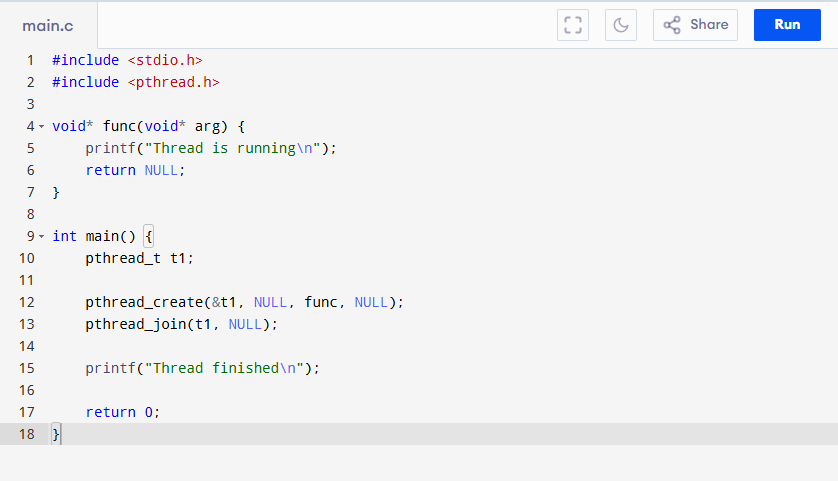 main.c Share Run
1 #include <stdio.h>
2 #include <pthread.h>
3
4 void* func(void* arg) {
5     printf("Thread is running\n");
6     return NULL;
7 }
8
9 int main() {
10     pthread_t t1;
11
12     pthread_create(&t1, NULL, func, NULL);
13     pthread_join(t1, NULL);
14
15     printf("Thread finished\n");
16
17     return 0;
18 }